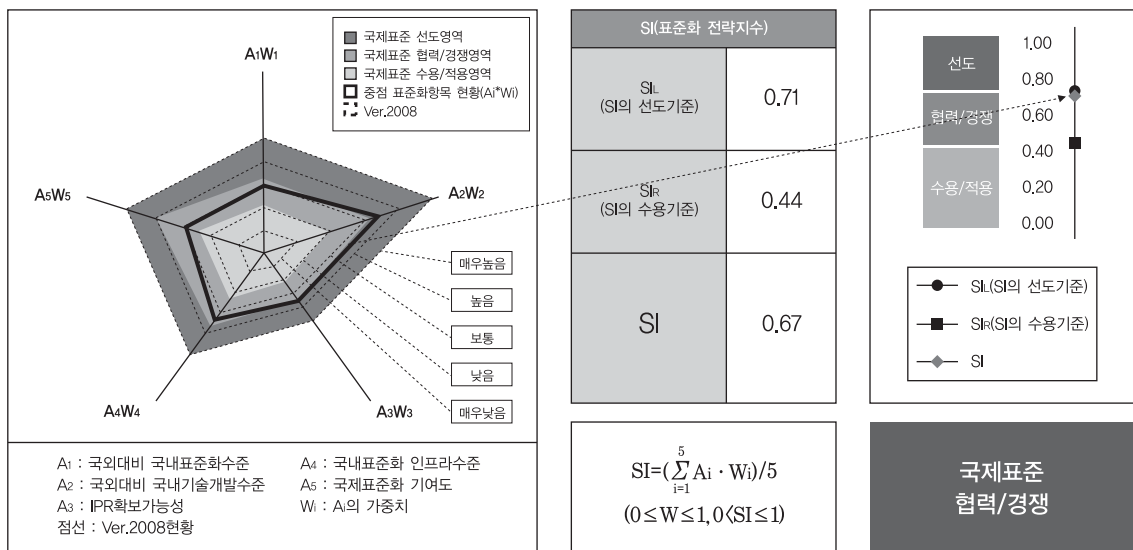 국제표준 선도영역
국제표준 협력/경쟁영역
국제표준 수용/적용영역
중점 표준화항목 현황(Ai*Wi)
Ver.2008
A1W1
A2W2
A3W3
A4W4
A5W5
매우높음
높음
보통
낮음
매우낮음
A1 : 국외대비 국내표준화수준
A2 : 국외대비 국내기술개발수준
A3 : IPR확보가능성
점선 : Ver.2008현황
A4 : 국내표준화 인프라수준
A5 : 국제표준화 기여도
Wi : Ai의 가중치
SI(표준화 전략지수)
SIL
(SI의 선도기준)
0.71
SIR
(SI의 수용기준)
0.44
SI
0.67
SI=(5∑i=1 Ai · Wi)/5
(0≤W≤1, 0<SI≤1)
선도
협력/경쟁
수용/적용
1.00
0.80
0.60
0.40
0.20
0.00
SIL(SI의 선도기준)
SIR(SI의 수용기준)
SI
국제표준
협력/경쟁